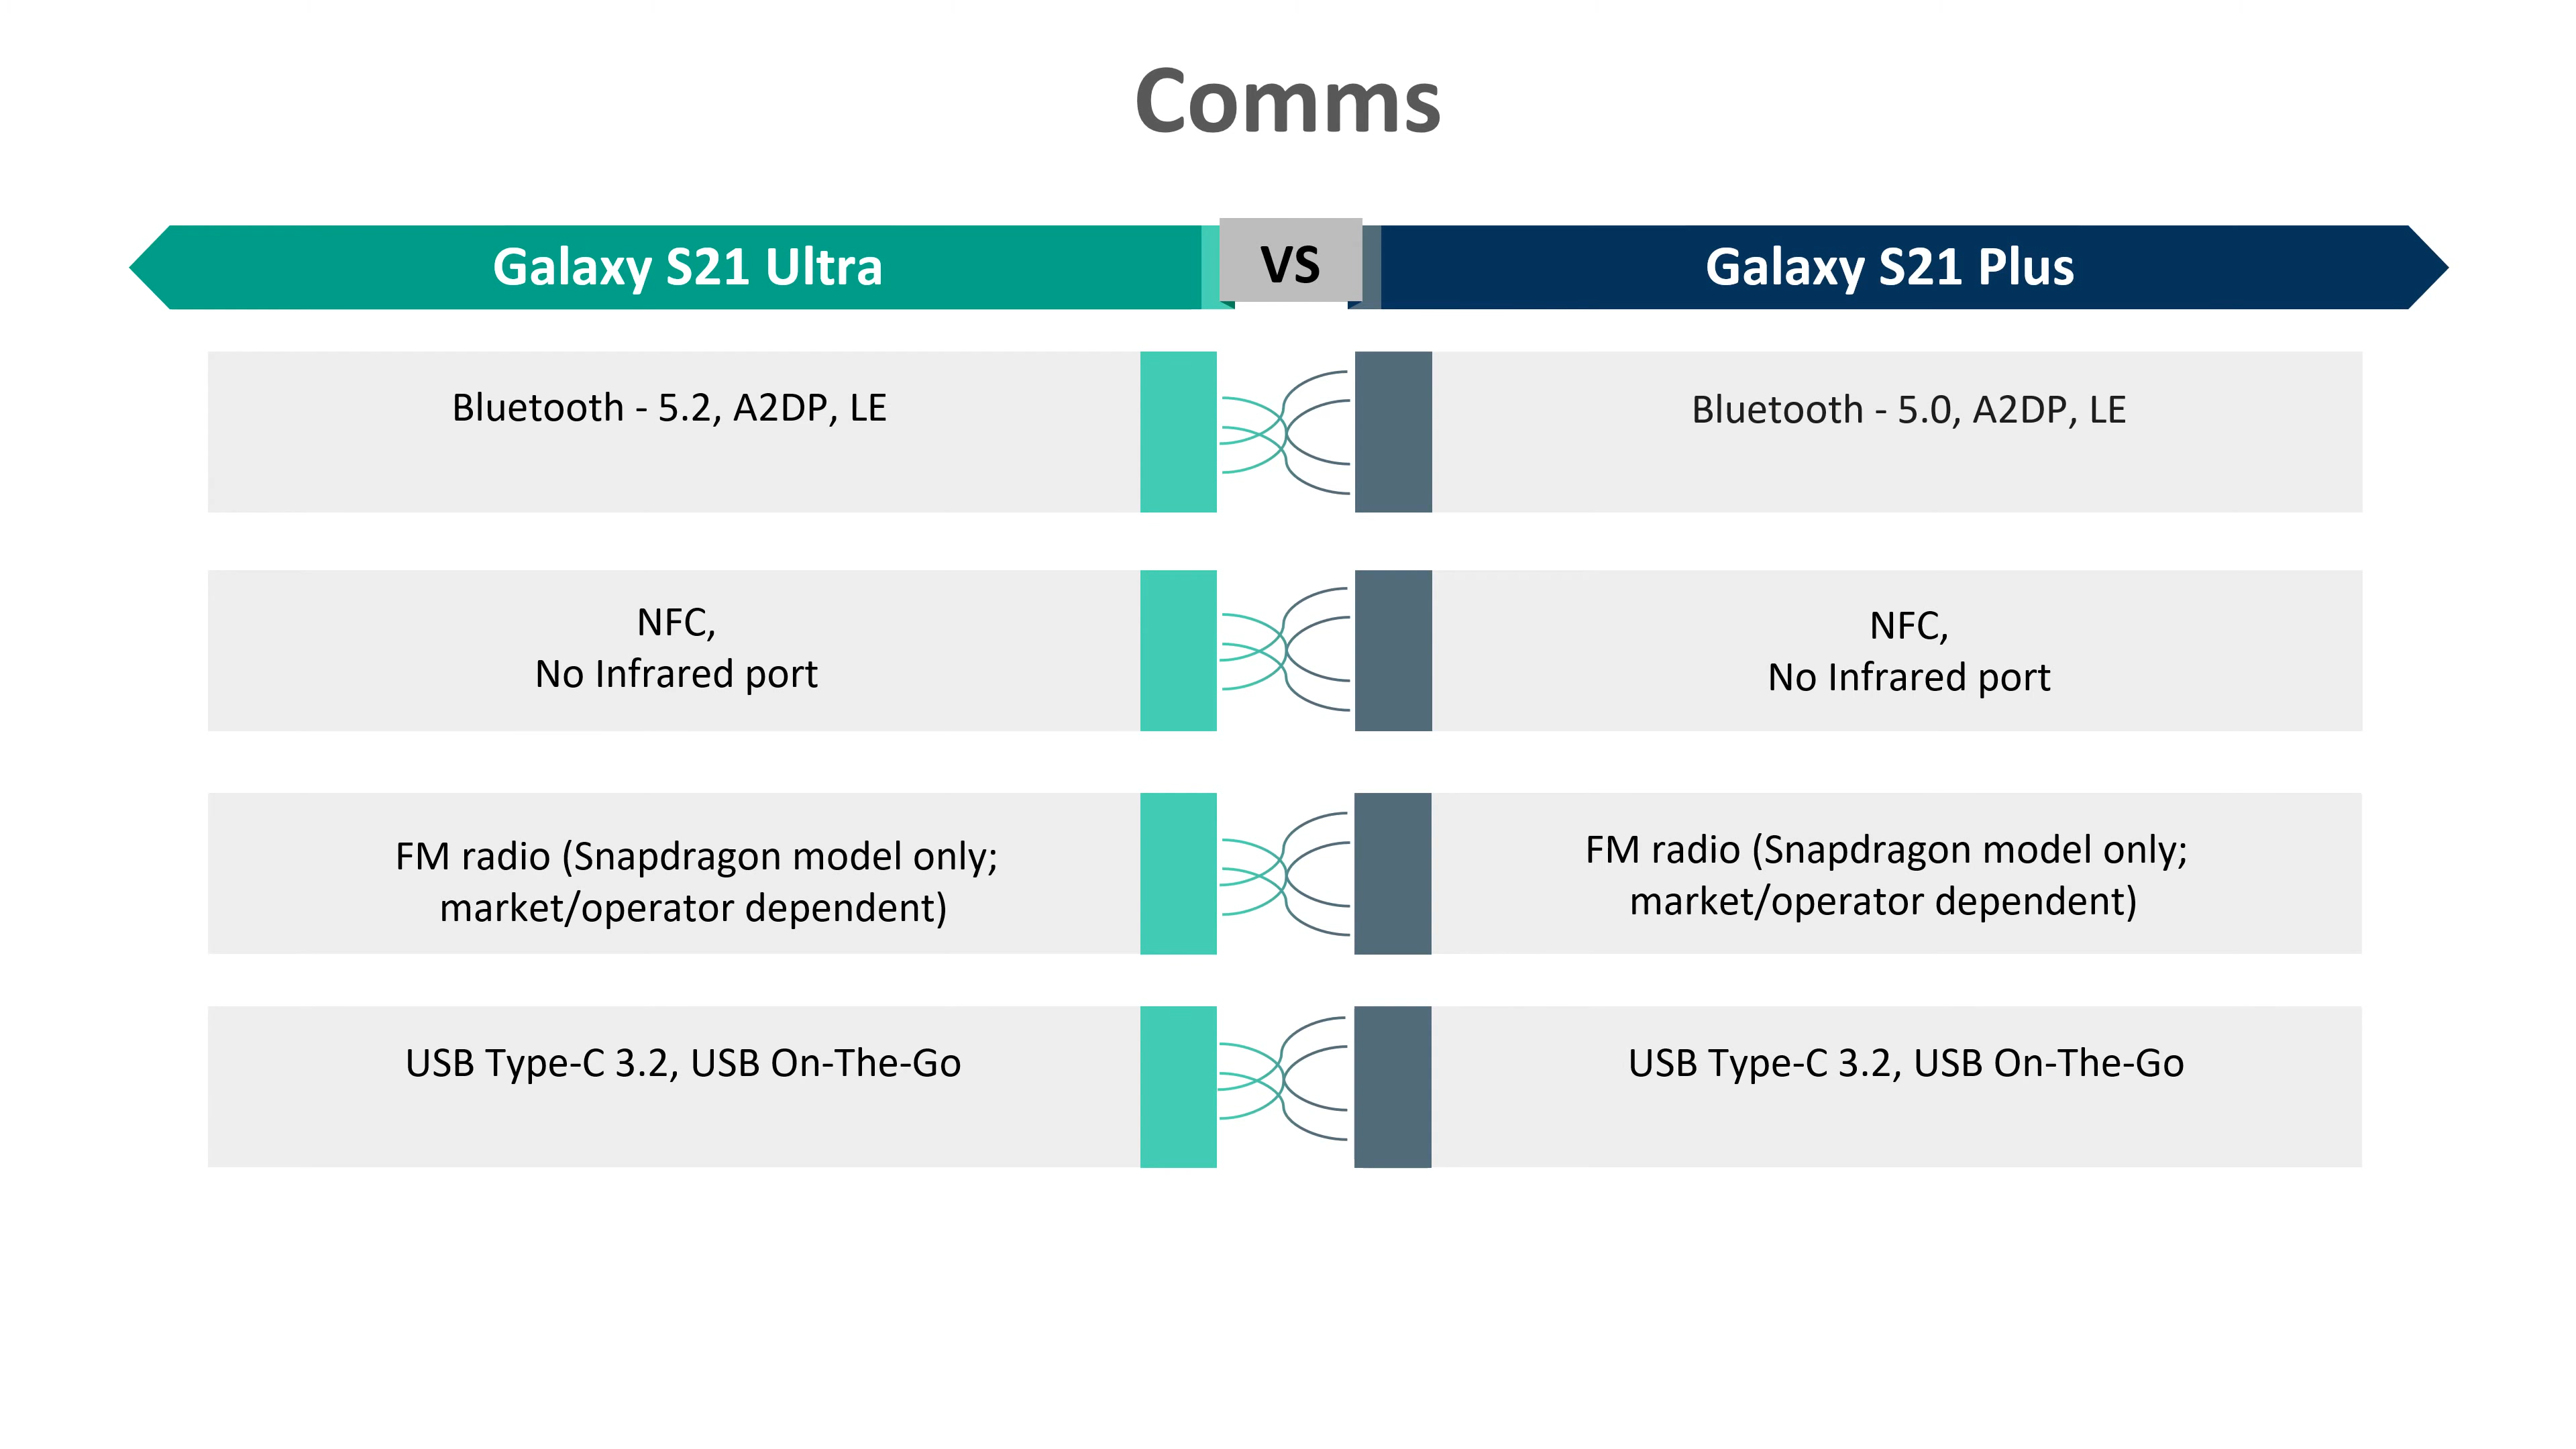 Comms
Galaxy S21 Ultra
VS
Galaxy S21 Plus
Bluetooth - 5.2, A2DP, LE
Bluetooth - 5.0, A2DP, LE
NFC,
No Infrared port
NFC,
No Infrared port
FM radio (Snapdragon model only;
market/operator dependent)
FM radio (Snapdragon model only;
market/operator dependent)
USB Type-C 3.2, USB On-The-Go
USB Type-C 3.2, USB On-The-Go